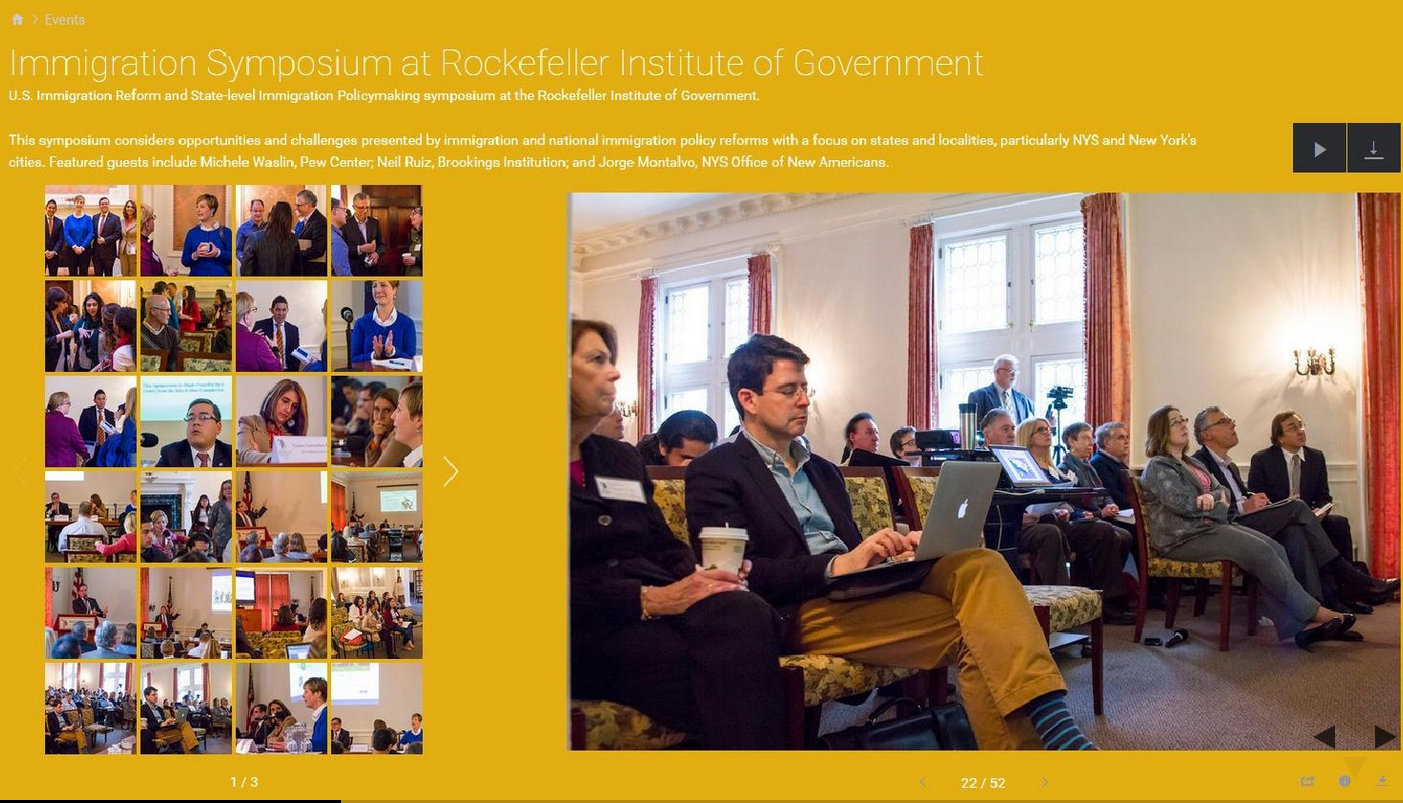 Events
Immigration Symposium at Rockefeller Institute of Government
U.S. Immigration Reform and State-level Immigration Policymaking symposium at the Rockefeller Institute of Government.
This symposium considers opportunities and challenges presented by immigration and national immigration policy reforms with a focus on states and localities, particularly NYS and New York's
cities. Featured guests include Michele Waslin, Pew Center; Neil Ruiz, Brookings Institution; and Jorge Montalvo, NYS Office of New Americans.
1 / 3
22 / 52